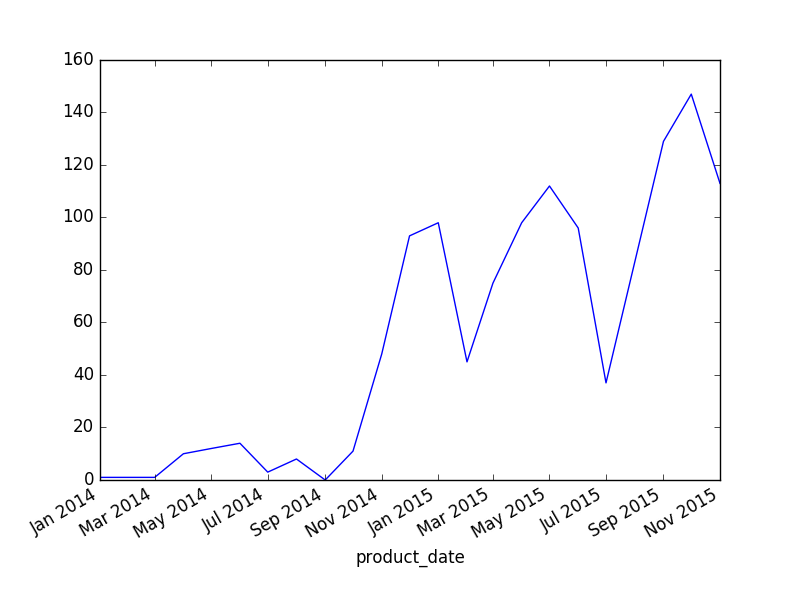 160
140
120
100
80
60
40
20
0
Jan 2014
Mar 2014
May 2014
Jul 2014
Sep 2014
Nov 2014
Jan 2015
Mar 2015
May 2015
Jul 2015
Sep 2015
Nov 2015
product_date